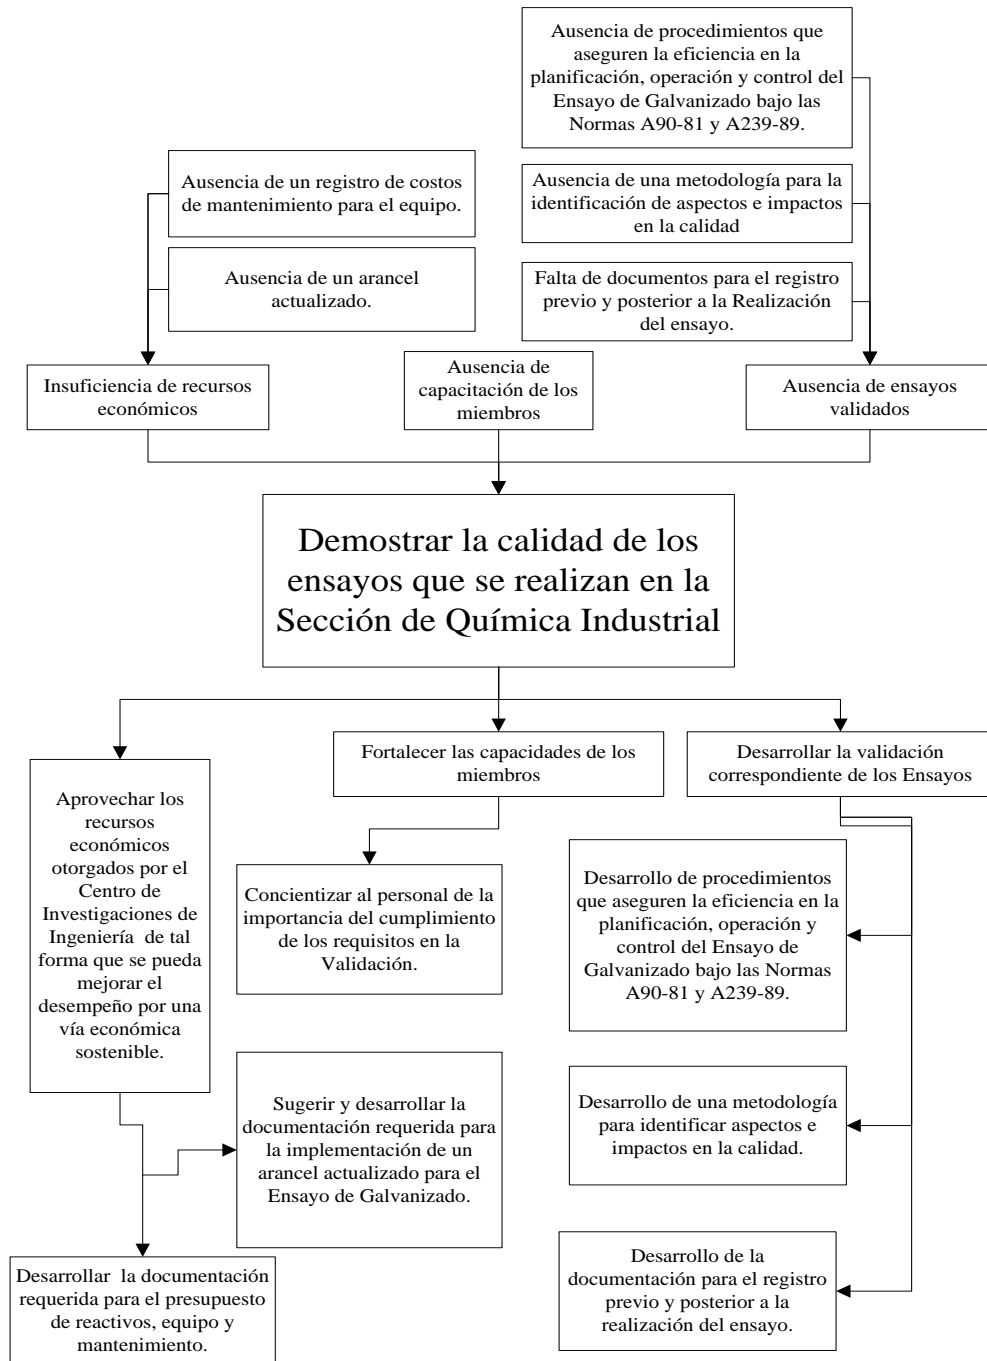 Ausencia de procedimientos que
aseguren la eficiencia en la
planificación, operación y control del
Ensayo de Galvanizado bajo las
Normas A90-81 y A239-89.
Ausencia de un registro de costos
de mantenimiento para el equipo.
Ausencia de una metodología para la
identificación de aspectos e impactos
en la calidad
Ausencia de un arancel
actualizado.
Falta de documentos para el registro
previo y posterior a la Realización
del ensayo.
Insuficiencia de recursos
económicos
Ausencia de
capacitación de los
miembros
Ausencia de ensayos
validados
Demostrar la calidad de los
ensayos que se realizan en la
Sección de Química Industrial
Aprovechar los
recursos
económicos
otorgados por el
Centro de
Investigaciones de
Ingeniería de tal
forma que se pueda
mejorar el
desempeño por una
vía económica
sostenible.
Fortalecer las capacidades de los
miembros
Desarrollar la validación
correspondiente de los Ensayos
Concientizar al personal de la
importancia del cumplimiento
de los requisitos en la
Validación.
Desarrollo de procedimientos
que aseguren la eficiencia en la
planificación, operación y
control del Ensayo de
Galvanizado bajo las Normas
A90-81 y A239-89.
Sugerir y desarrollar la
documentación requerida para
la implementación de un
arancel actualizado para el
Ensayo de Galvanizado.
Desarrollo de una metodología
para identificar aspectos e
impactos en la calidad.
Desarrollar la documentación
requerida para el presupuesto
de reactivos, equipo y
mantenimiento.
Desarrollo de la
documentación para el registro
previo y posterior a la
realización del ensayo.